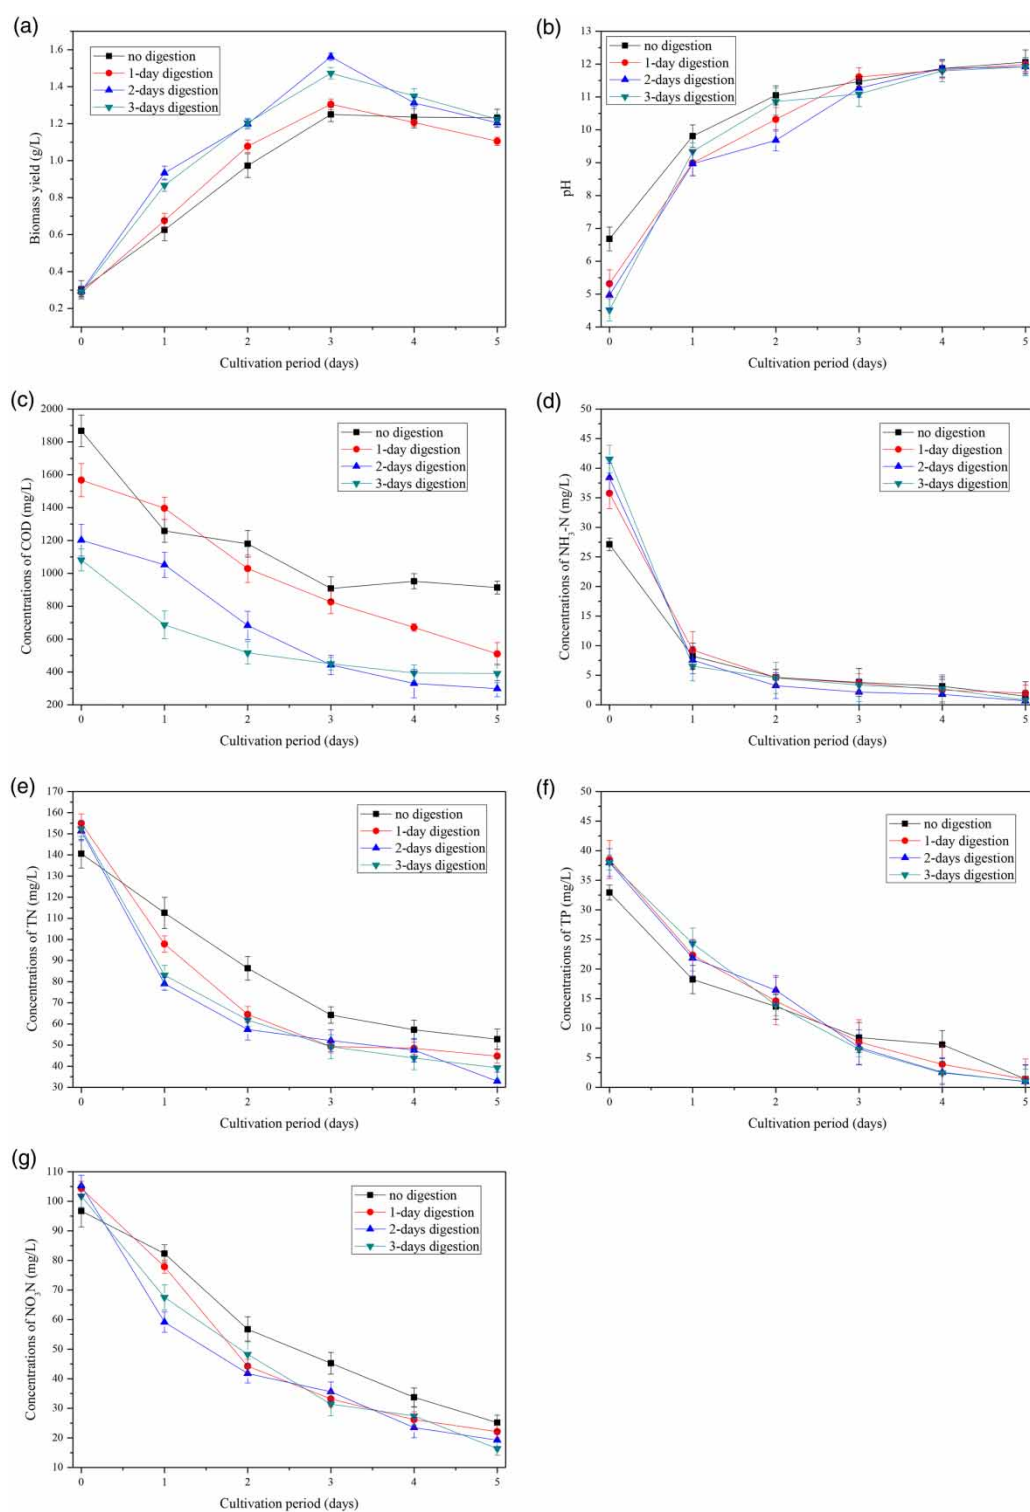 (a)
1.6
1.4
1.2
1.0
0.8
0.6
0.4
0.2
Biomass yield (g/L)
no digestion
1-day digestion
2-days digestion
3-days digestion
0 1 2 3 4 5
Cultivation period (days)
(b)
13
12
11
10
9
8
7
6
5
4
pH
no digestion
1-day digestion
2-days digestion
3-days digestion
0 1 2 3 4 5
Cultivation period (days)
(c)
2000
1800
1600
1400
1200
1000
800
600
400
200
Concentrations of COD (mg/L)
no digestion
1-day digestion
2-days digestion
3-days digestion
0 1 2 3 4 5
Cultivation period (days)
(d)
50
45
40
35
30
25
20
15
10
5
0
Concentrations of NH3-N (mg/L)
no digestion
1-day digestion
2-days digestion
3-days digestion
0 1 2 3 4 5
Cultivation period (days)
(e)
170
160
150
140
130
120
110
100
90
80
70
60
50
40
30
Concentrations of TN (mg/L)
no digestion
1-day digestion
2-days digestion
3-days digestion
0 1 2 3 4 5
Cultivation period (days)
(f)
50
45
40
35
30
25
20
15
10
5
0
Concentrations of TP (mg/L)
no digestion
1-day digestion
2-days digestion
3-days digestion
0 1 2 3 4 5
Cultivation period (days)
(g)
110
100
90
80
70
60
50
40
30
20
10
Concentrations of NO3N (mg/L)
no digestion
1-day digestion
2-days digestion
3-days digestion
0 1 2 3 4 5
Cultivation period (days)